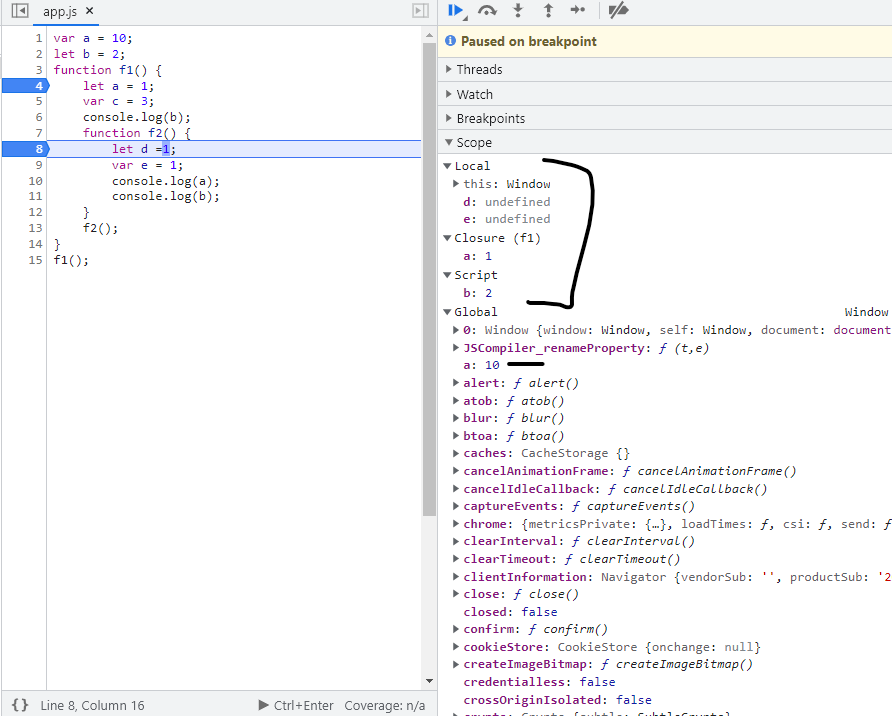 app.js ×
Paused on breakpoint
1 var a = 10;
2 let b = 2;
3 function f1() {
4 let a = 1;
5 var c = 3;
6 console.log(b);
7 function f2() {
8 let d =1;
9 var e = 1;
10 console.log(a);
11 console.log(b);
12 }
13 f2();
14 }
15 f1();
{} Line 8, Column 16 Ctrl+Enter Coverage: n/a
Threads
Watch
Breakpoints
Scope
Local
this: Window
d: undefined
e: undefined
Closure (f1)
a: 1
Script
b: 2
Global Window
0: Window {window: Window, self: Window, document: document
JSCompiler_renameProperty: ƒ (t,e)
a: 10
alert: ƒ alert()
atob: ƒ atob()
blur: ƒ blur()
btoa: ƒ btoa()
caches: CacheStorage {}
cancelAnimationFrame: ƒ cancelAnimationFrame()
cancelIdleCallback: ƒ cancelIdleCallback()
captureEvents: ƒ captureEvents()
chrome: {metricsPrivate: {…}, loadTimes: ƒ, csi: ƒ, send: ƒ
clearInterval: ƒ clearInterval()
clearTimeout: ƒ clearTimeout()
clientInformation: Navigator {vendorSub: '', productSub: '2
close: ƒ close()
closed: false
confirm: ƒ confirm()
cookieStore: CookieStore {onchange: null}
createImageBitmap: ƒ createImageBitmap()
credentialless: false
crossOriginIsolated: false